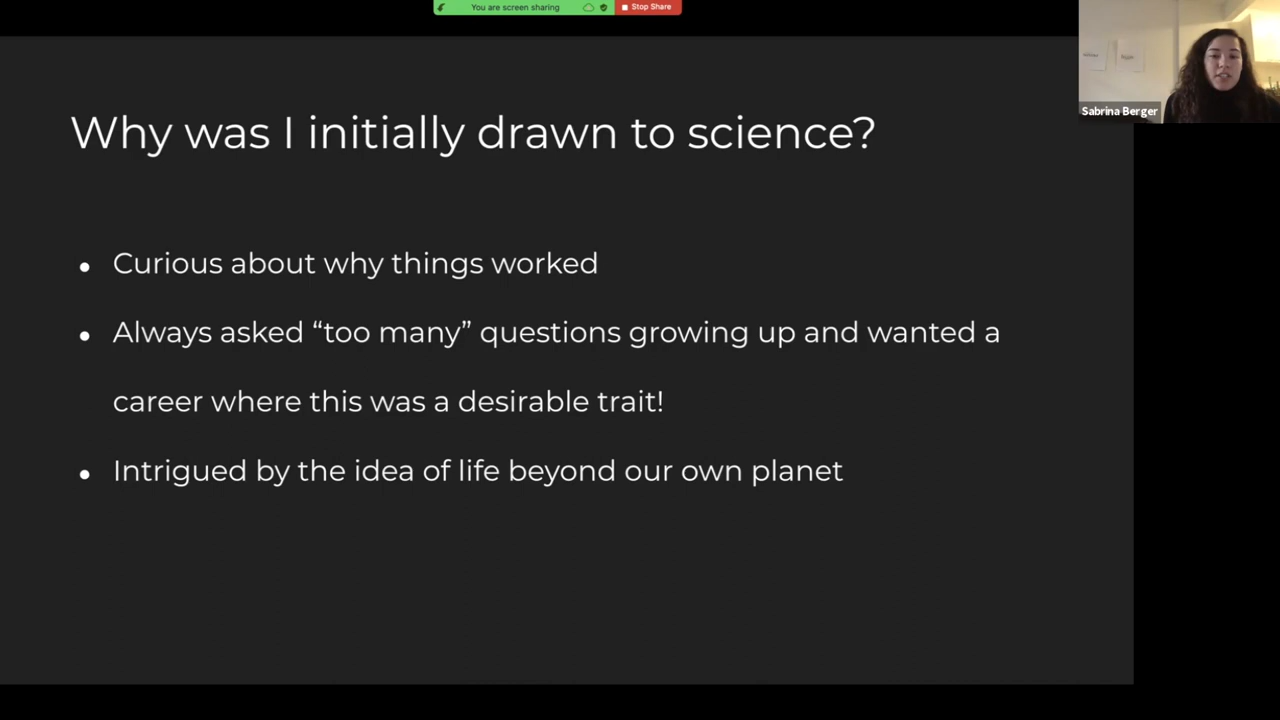 You are screen sharing
Stop Share
Sabrina Berger
Why was I initially drawn to science?
● Curious about why things worked
● Always asked “too many” questions growing up and wanted a
career where this was a desirable trait!
● Intrigued by the idea of life beyond our own planet